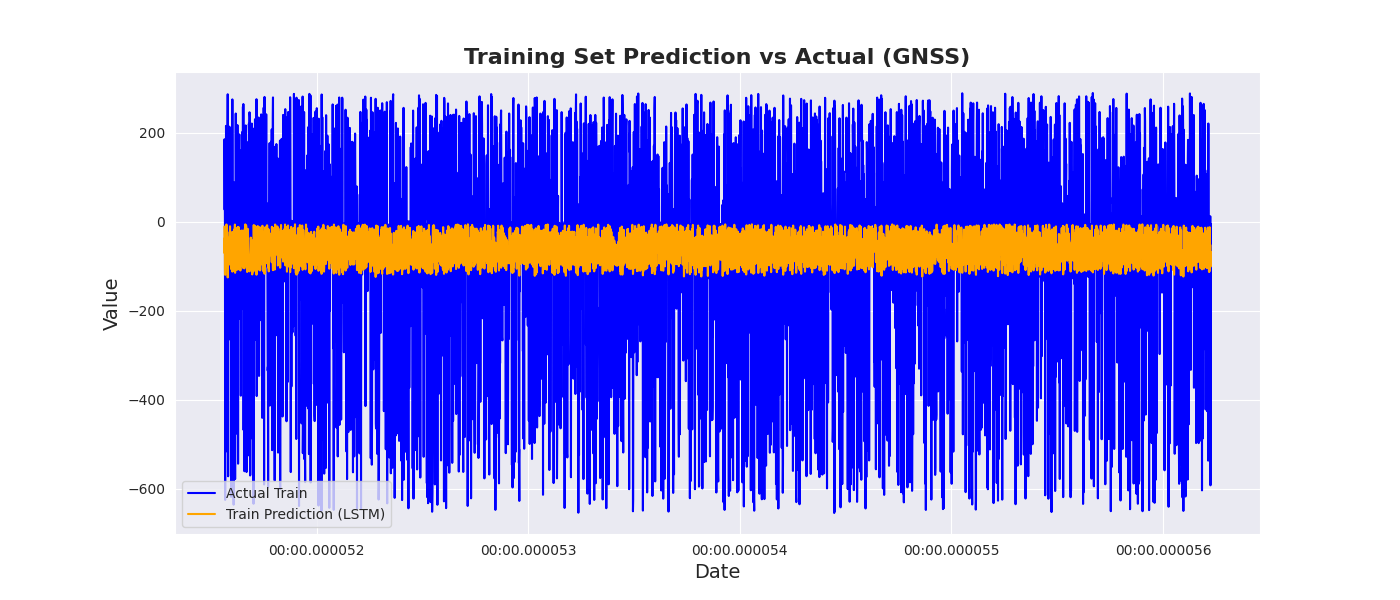 Training Set Prediction vs Actual (GNSS)
Value
200
0
−200
−400
−600
Actual Train
Train Prediction (LSTM)
00:00.000052
00:00.000053
00:00.000054
00:00.000055
00:00.000056
Date